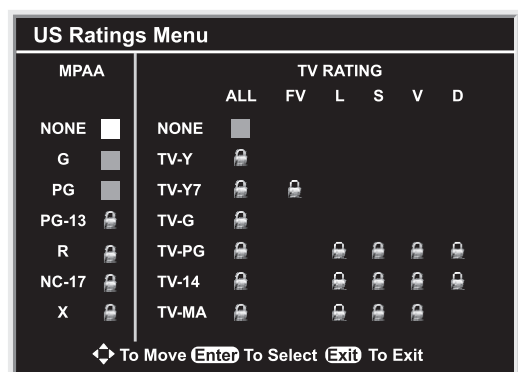 US Ratings Menu
MPAA TV RATING
ALL FV L S V D
NONE NONE
G TV-Y
PG TV-Y7
PG-13 TV-G
R TV-PG
NC-17 TV-14
X TV-MA
To Move Enter To Select Exit To Exit